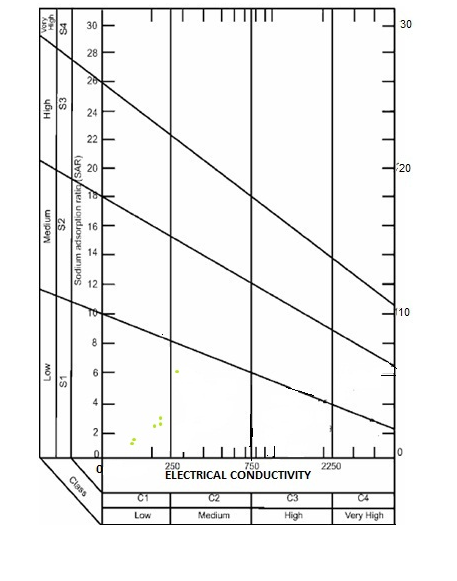 Very High S4
High S3
Medium S2
Low S1
Class
Sodium adsorption ratio (SAR)
30
28
26
24
22
20
18
16
14
12
10
8
6
4
2
0
30
20
10
0
0 250 750 2250
ELECTRICAL CONDUCTIVITY
C1 C2 C3 C4
Low Medium High Very High